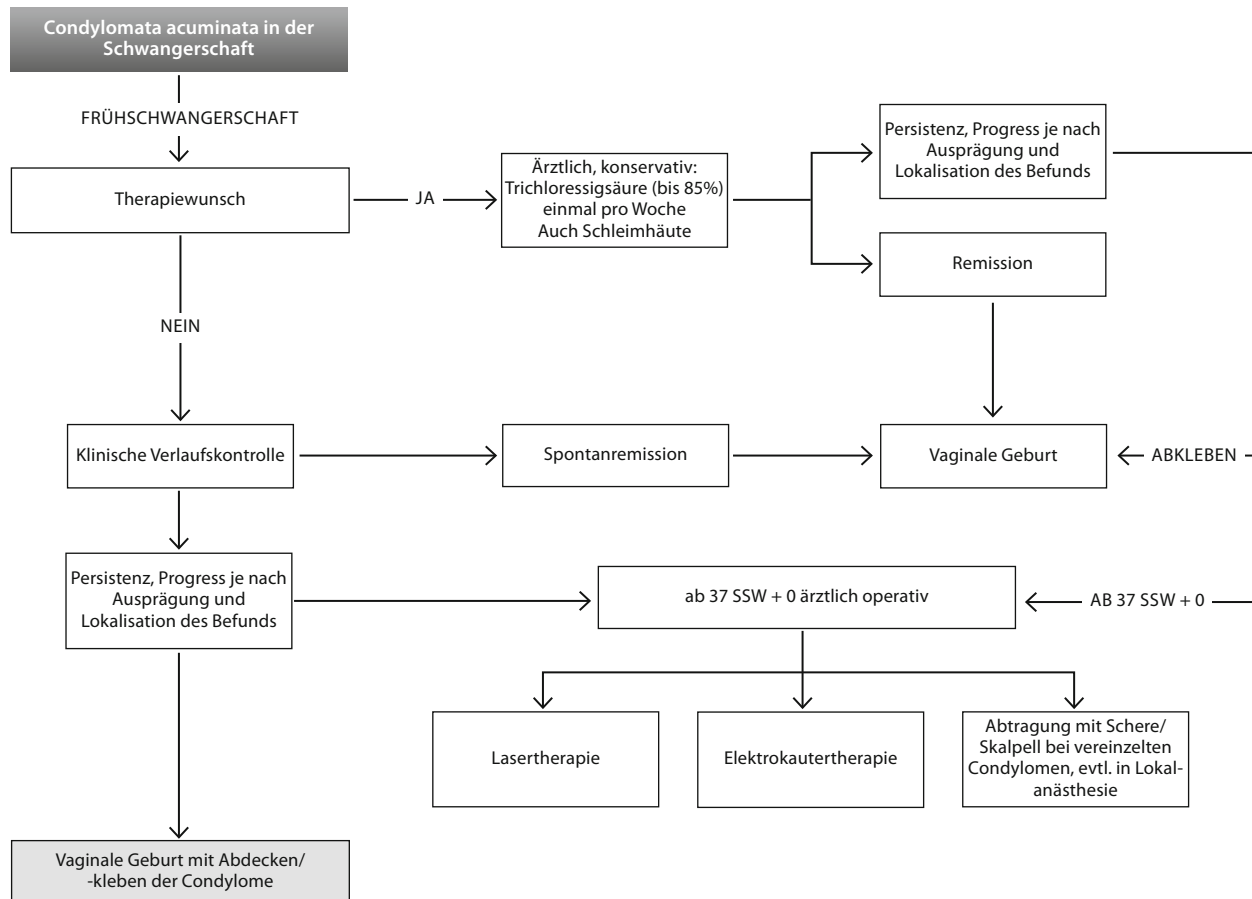 Condylomata acuminata in der
Schwangerschaft
FRÜHSCHWANGERSCHAFT
Therapiewunsch
JA
Ärztlich, konservativ:
Trichloressigsäure (bis 85%)
einmal pro Woche
Auch Schleimhäute
Persistenz, Progress je nach
Ausprägung und
Lokalisation des Befunds
Remission
NEIN
Klinische Verlaufskontrolle
Spontanremission
Vaginale Geburt
ABKLEBEN
Persistenz, Progress je nach
Ausprägung und
Lokalisation des Befunds
ab 37 SSW + 0 ärztlich operativ
AB 37 SSW + 0
Lasertherapie
Elektrokautertherapie
Abtragung mit Schere/
Skalpell bei vereinzelten
Condylomen, evtl. in Lokal-
anästhesie
Vaginale Geburt mit Abdecken/
-kleben der Condylome